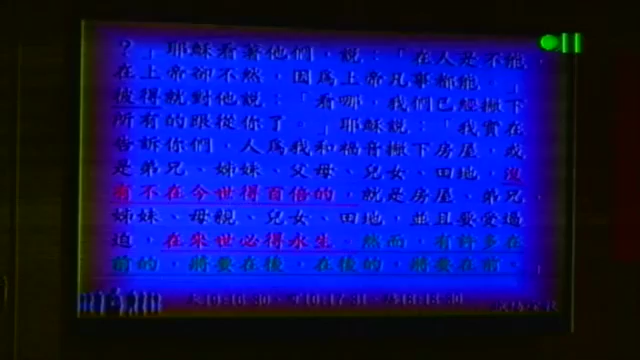 ?」耶穌看著他們,說:「在人是不能,
在上帝卻不然,因為上帝凡事都能。」
彼得就對他說:「看哪,我們已經撇下
所有的跟從你了。」耶穌說:「我實在
告訴你們,人為我和福音撇下房屋,或
是弟兄、姊妹、父母、兒女、田地,沒
有不在今世得百倍的,就是房屋、弟兄
姊妹、母親、兒女、田地,並且要受逼
迫,在來世必得永生。然而,有許多在
前的,將要在後,在後的,將要在前。